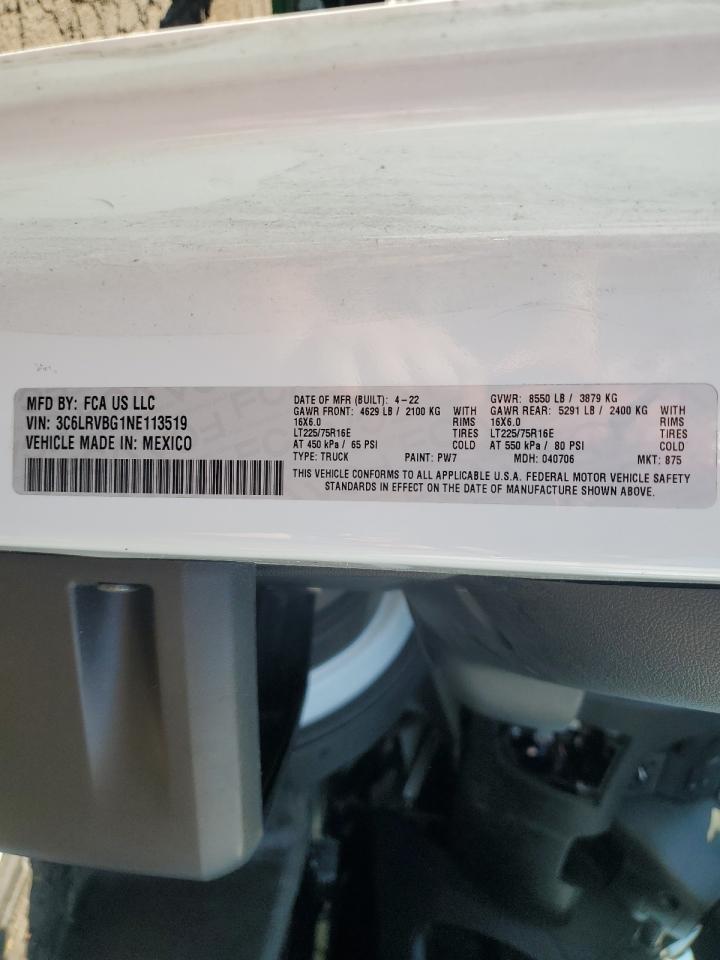 MFD BY: FCA US LLC
VIN: 3C6LRVBG1NE113519
VEHICLE MADE IN: MEXICO
DATE OF MFR (BUILT): 4-22 GVWR: 8550 LB / 3879 KG
GAWR FRONT: 4629 LB / 2100 KG WITH GAWR REAR: 5291 LB / 2400 KG WITH
16X6.0 RIMS 16X6.0 RIMS
LT225/75R16E TIRES LT225/75R16E TIRES
AT 450 kPa / 65 PSI COLD AT 550 kPa / 80 PSI COLD
TYPE: TRUCK PAINT: PW7 MDH: 040706 MKT: 875
THIS VEHICLE CONFORMS TO ALL APPLICABLE U.S.A. FEDERAL MOTOR VEHICLE SAFETY
STANDARDS IN EFFECT ON THE DATE OF MANUFACTURE SHOWN ABOVE.